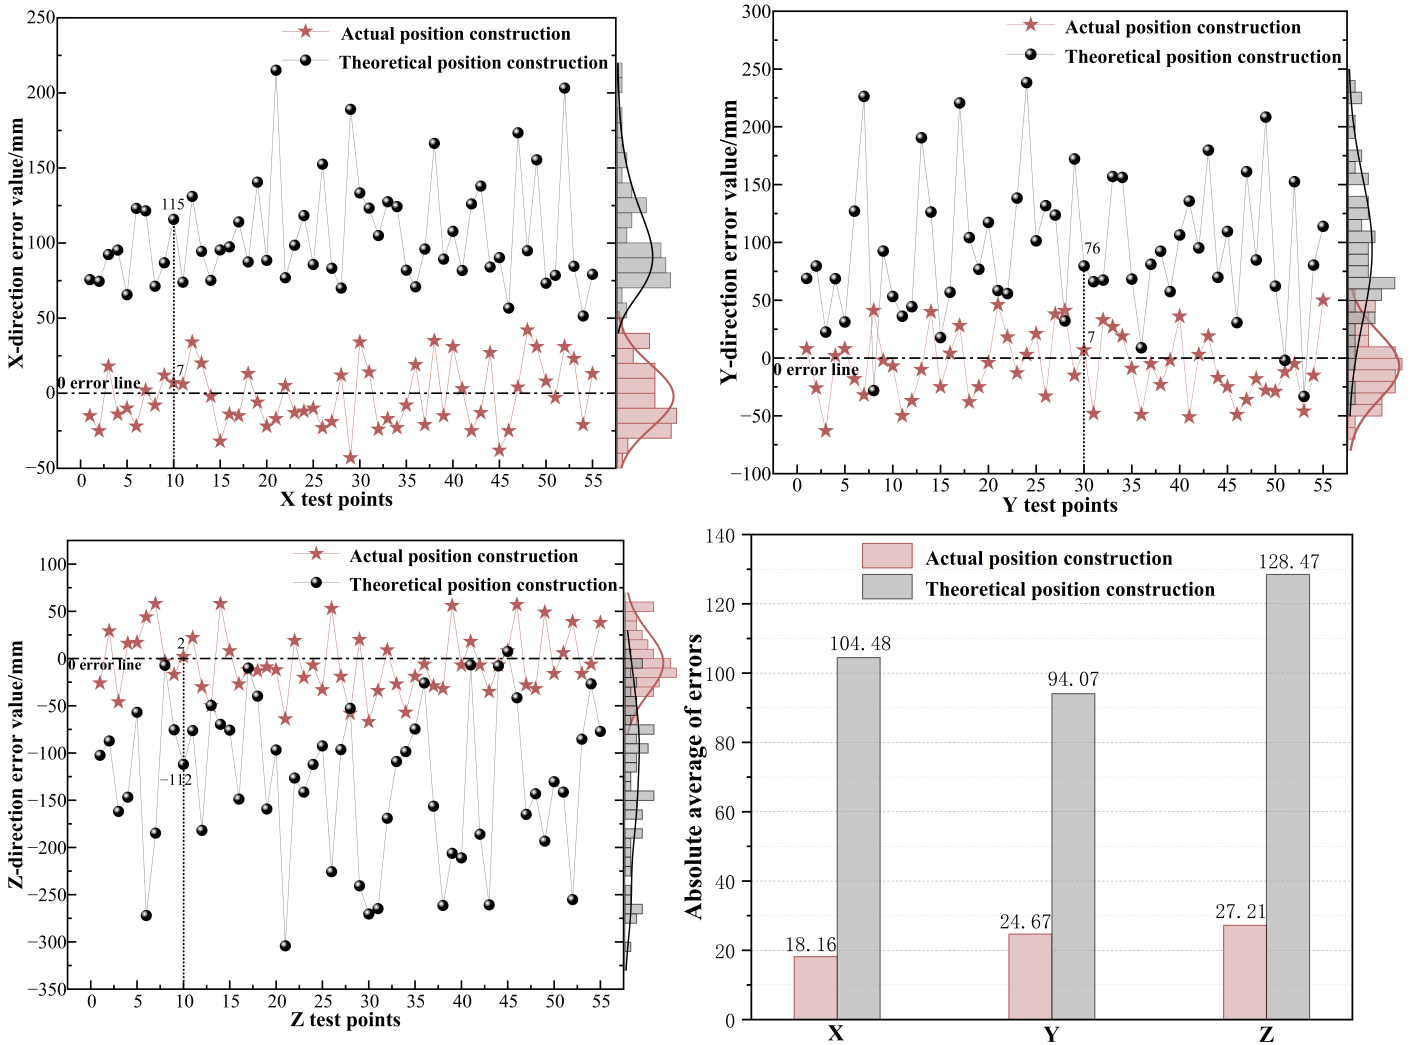 Actual position construction
Theoretical position construction
X-direction error value/mm
250
200
150
100
50
0
−50
115
7
0 error line
0 5 10 15 20 25 30 35 40 45 50 55
X test points
Actual position construction
Theoretical position construction
Y-direction error value/mm
300
250
200
150
100
50
0
−50
−100
76
7
0 error line
0 5 10 15 20 25 30 35 40 45 50 55
Y test points
Actual position construction
Theoretical position construction
Z-direction error value/mm
100
50
0
−50
−100
−150
−200
−250
−300
−350
2
0 error line
−112
0 5 10 15 20 25 30 35 40 45 50 55
Z test points
Actual position construction
Theoretical position construction
Absolute average of errors
140
120
100
80
60
40
20
0
18.16
104.48
24.67
94.07
27.21
128.47
X Y Z